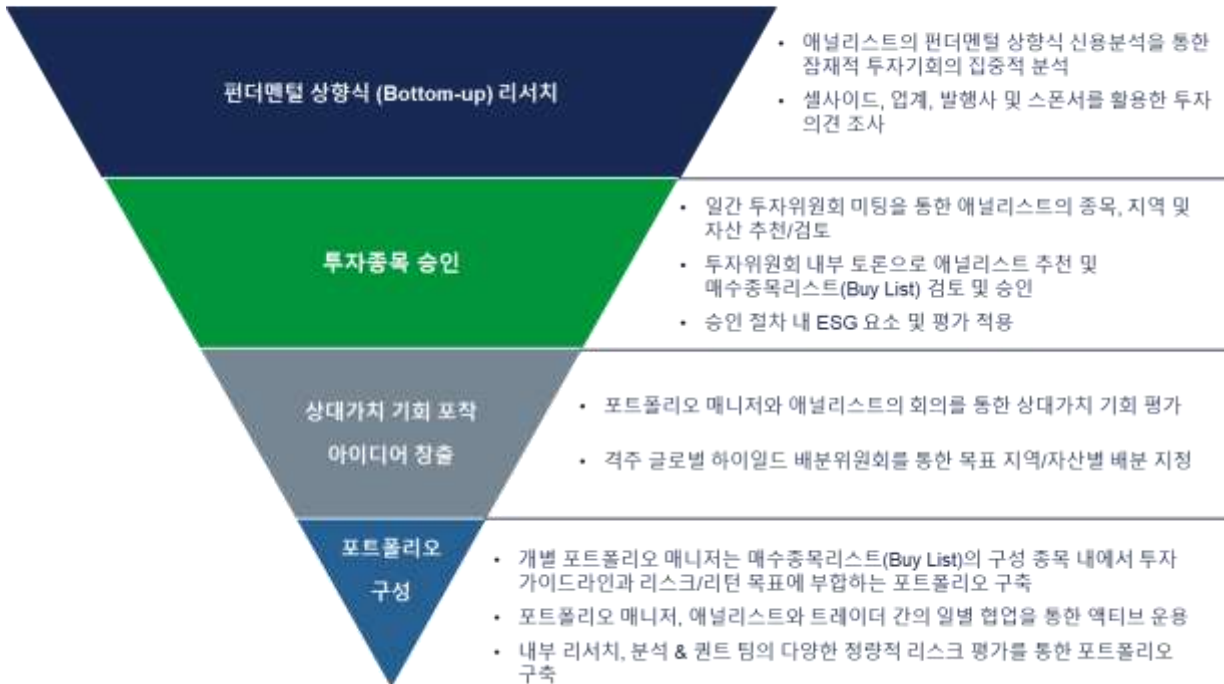 펀더멘털 상향식 (Bottom-up) 리서치
• 애널리스트의 펀더멘털 상향식 신용분석을 통한
잠재적 투자기회의 집중적 분석
• 셀사이드, 업계, 발행사 및 스폰서를 활용한 투자
의견 조사
투자종목 승인
• 일간 투자위원회 미팅을 통한 애널리스트의 종목, 지역 및
자산 추천/검토
• 투자위원회 내부 토론으로 애널리스트 추천 및
매수종목리스트(Buy List) 검토 및 승인
• 승인 절차 내 ESG 요소 및 평가 적용
상대가치 기회 포착
아이디어 창출
• 포트폴리오 매니저와 애널리스트의 회의를 통한 상대가치 기회 평가
• 격주 글로벌 하이일드 배분위원회를 통한 목표 지역/자산별 배분 지정
포트폴리오
구성
• 개별 포트폴리오 매니저는 매수종목리스트(Buy List)의 구성 종목 내에서 투자
가이드라인과 리스크/리턴 목표에 부합하는 포트폴리오 구축
• 포트폴리오 매니저, 애널리스트와 트레이더 간의 일별 협업을 통한 액티브 운용
• 내부 리서치, 분석 & 퀀트 팀의 다양한 정량적 리스크 평가를 통한 포트폴리오
구축